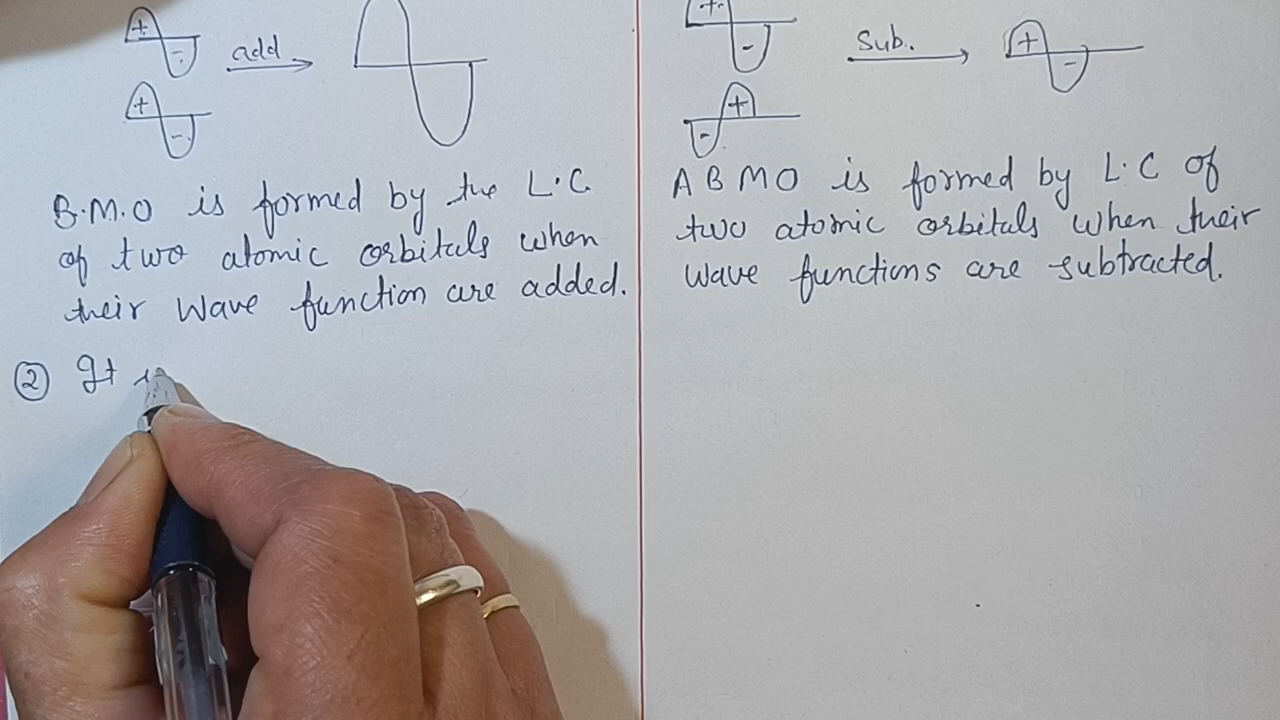 +
-
add
+
-
B.M.O is formed by the L.C.
of two atomic orbitals when
their wave function are added.
② It
+
-
Sub.
+
-
+
-
ABMO is formed by L.C of
two atomic orbitals when their
wave functions are subtracted.